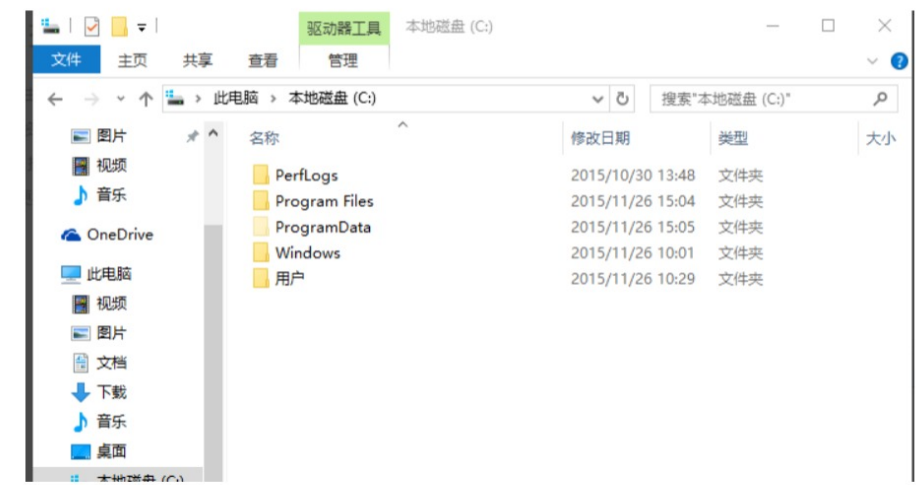 驱动器工具 本地磁盘 (C:)
文件 主页 共享 查看 管理
此电脑 本地磁盘 (C:) 搜索"本地磁盘 (C:)"
图片
视频
音乐
OneDrive
此电脑
视频
图片
文档
下载
音乐
桌面
本地磁盘 (C:)
名称 修改日期 类型 大小
PerfLogs 2015/10/30 13:48 文件夹
Program Files 2015/11/26 15:04 文件夹
ProgramData 2015/11/26 15:05 文件夹
Windows 2015/11/26 10:01 文件夹
用户 2015/11/26 10:29 文件夹